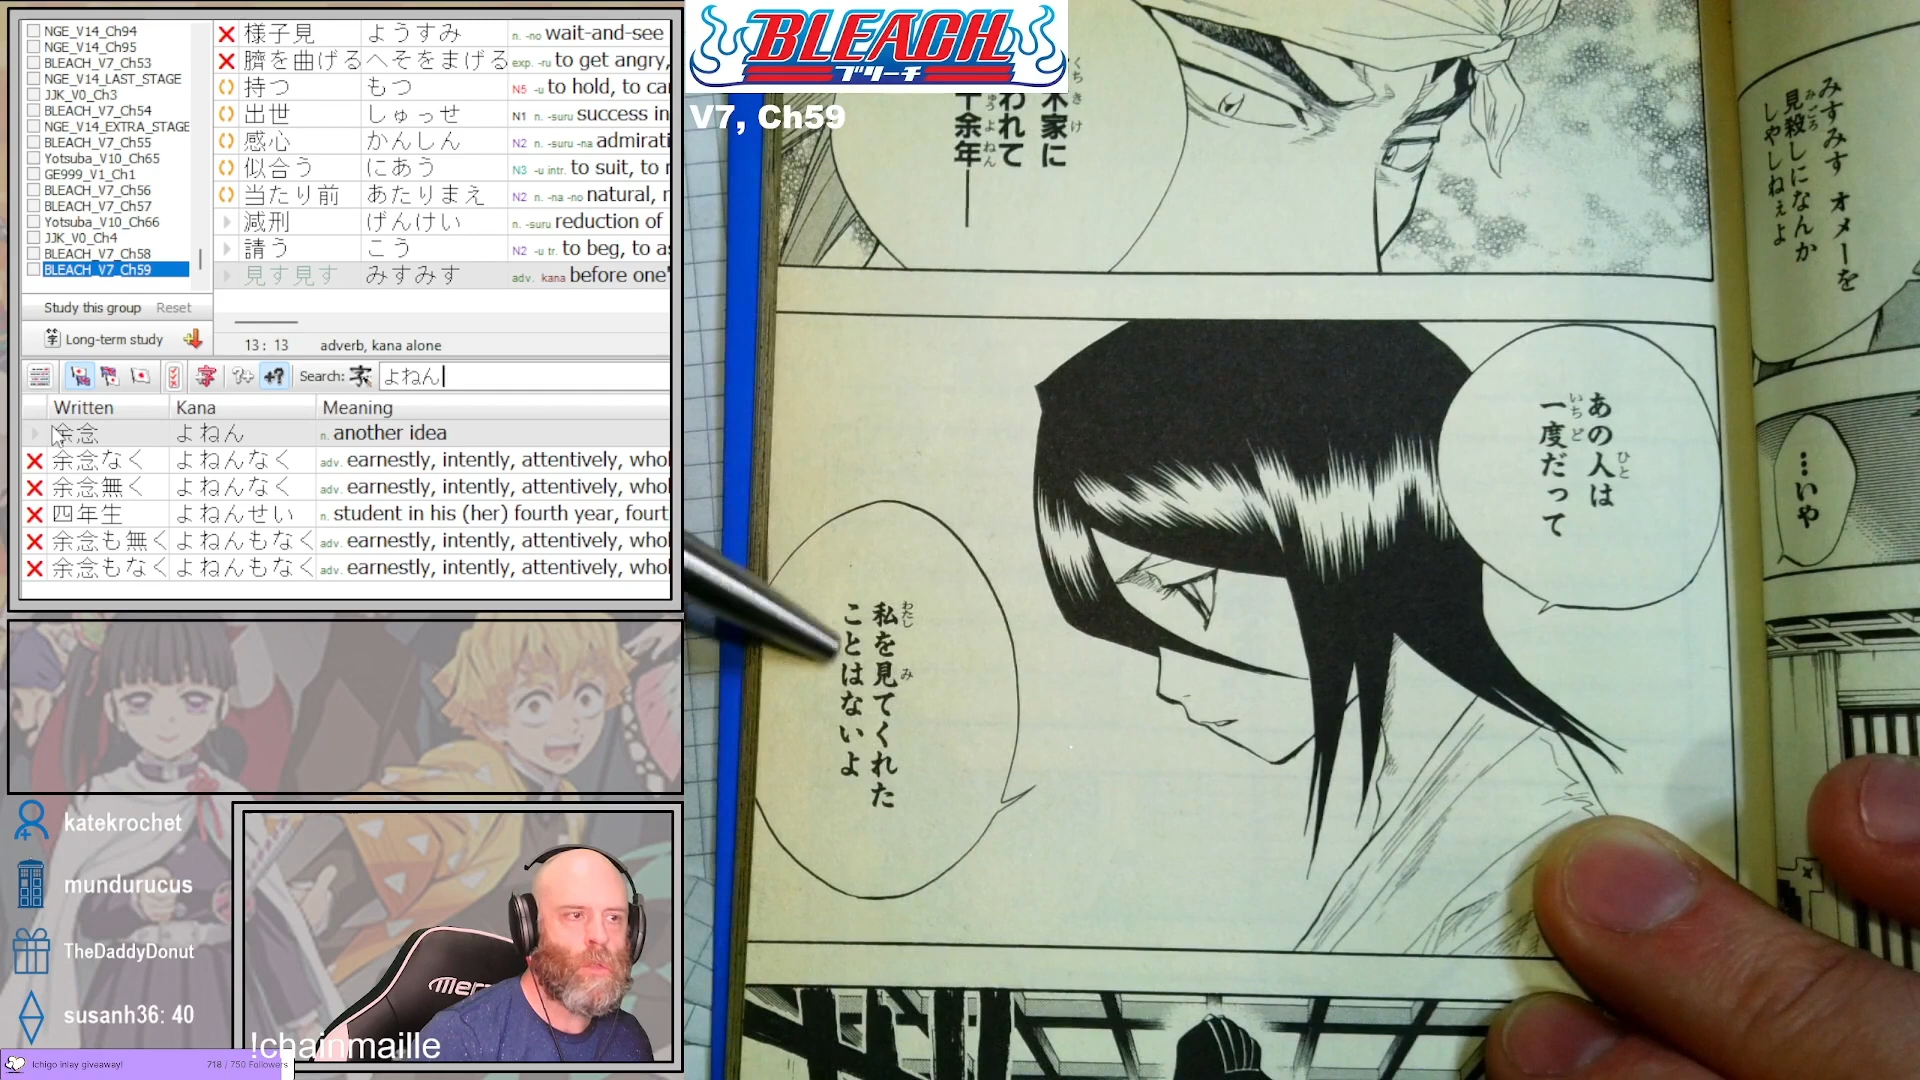 NGE_V14_Ch94
NGE_V14_Ch95
BLEACH_V7_Ch53
NGE_V14_LAST_STAGE
JJK_V0_Ch3
BLEACH_V7_Ch54
NGE_V14_EXTRA_STAGE
BLEACH_V7_Ch55
Yotsuba_V10_Ch65
GE999_V1_Ch1
BLEACH_V7_Ch56
BLEACH_V7_Ch57
Yotsuba_V10_Ch66
JJK_V0_Ch4
BLEACH_V7_Ch58
BLEACH_V7_Ch59
Study this group Reset
Long-term study
様子見 ようすみ n. -no wait-and-see
臍を曲げる へそをまげる exp. -ru to get angry,
持つ もつ N5 -u to hold, to ca
出世 しゅっせ N1 n. -suru success in
感心 かんしん N2 n. -suru -na admirati
似合う にあう N3 -u intr. to suit, to
当たり前 あたりまえ N2 n. -na -no natural, r
減刑 げんけい n. -suru reduction of
請う こう N2 -u tr. to beg, to a
見す見す みすみす adv. kana before one'
13: 13 adverb, kana alone
Search: よねん
Written Kana Meaning
余念 よねん n. another idea
余念なく よねんなく adv. earnestly, intently, attentively, whol
余念無く よねんなく adv. earnestly, intently, attentively, whol
四年生 よねんせい n. student in his (her) fourth year, fourt
余念も無く よねんもなく adv. earnestly, intently, attentively, whol
余念もなく よねんもなく adv. earnestly, intently, attentively, whol
katekrochet
mundurucus
TheDaddyDonut
susanh36: 40
Ichigo inlay giveaway! 718 / 750 Followers
!chainmaille
BLEACH
ブリーチ
V7, Ch59
みすみす オメーを
見殺しになんか
しやしねぇよ
…いや
木家に
われて
十余年―
あの人は
一度だって
私を見てくれた
ことはないよ